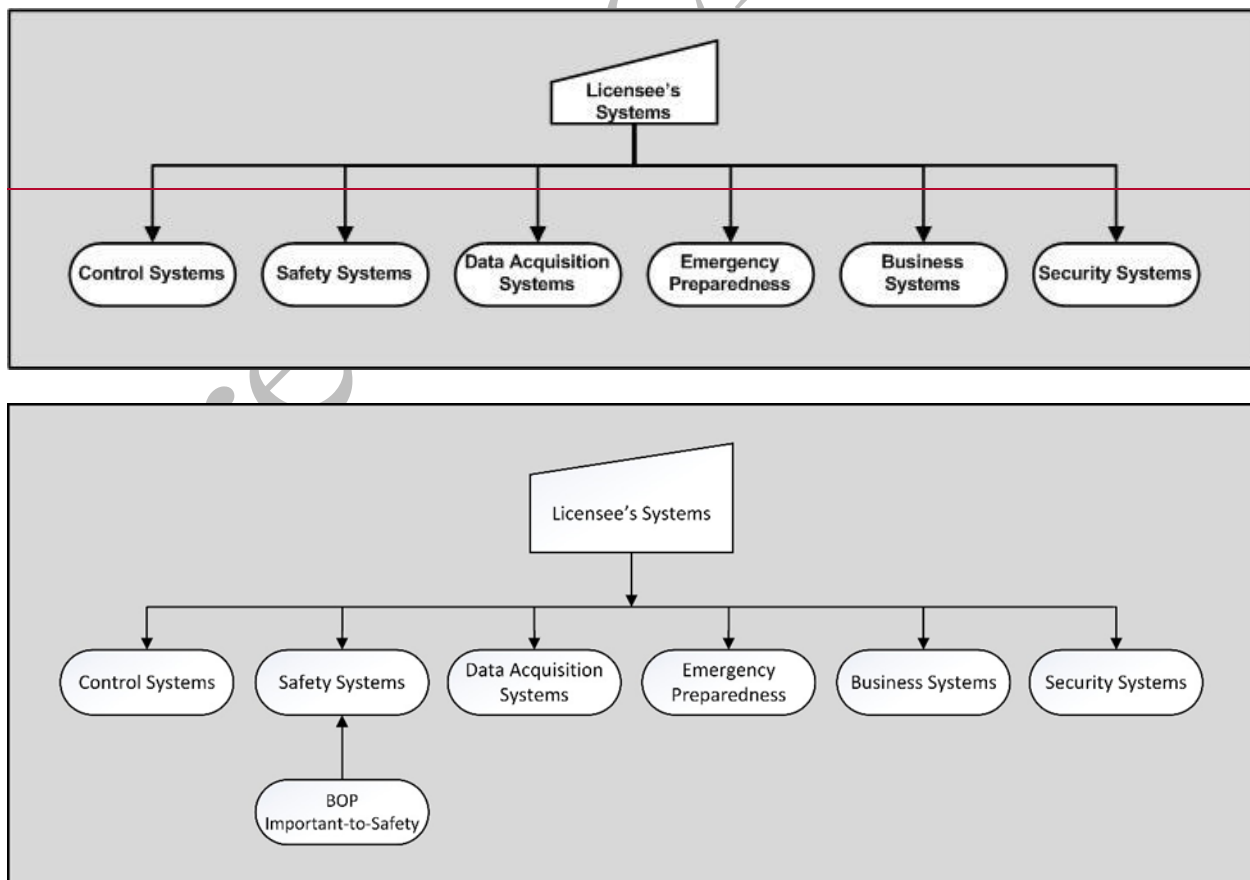 Licensee's
Systems
Control Systems
Safety Systems
Data Acquisition
Systems
Emergency
Preparedness
Business
Systems
Security Systems
Licensee's Systems
Control Systems
Safety Systems
Data Acquisition
Systems
Emergency
Preparedness
Business Systems
Security Systems
BOP
Important-to-Safety